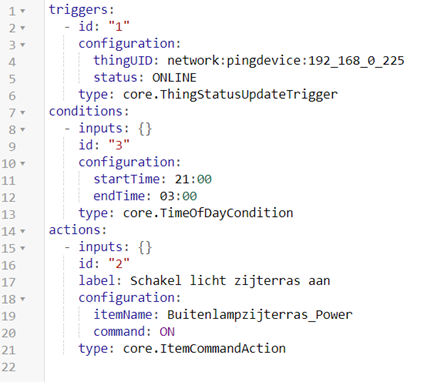 1 triggers:
2 - id: "1"
3 configuration:
4 thingUID: network:pingdevice:192_168_0_225
5 status: ONLINE
6 type: core.ThingStatusUpdateTrigger
7 conditions:
8 - inputs: {}
9 id: "3"
10 configuration:
11 startTime: 21:00
12 endTime: 03:00
13 type: core.TimeOfDayCondition
14 actions:
15 - inputs: {}
16 id: "2"
17 label: Schakel licht zijterras aan
18 configuration:
19 itemName: Buitenlampzijterras_Power
20 command: ON
21 type: core.ItemCommandAction
22